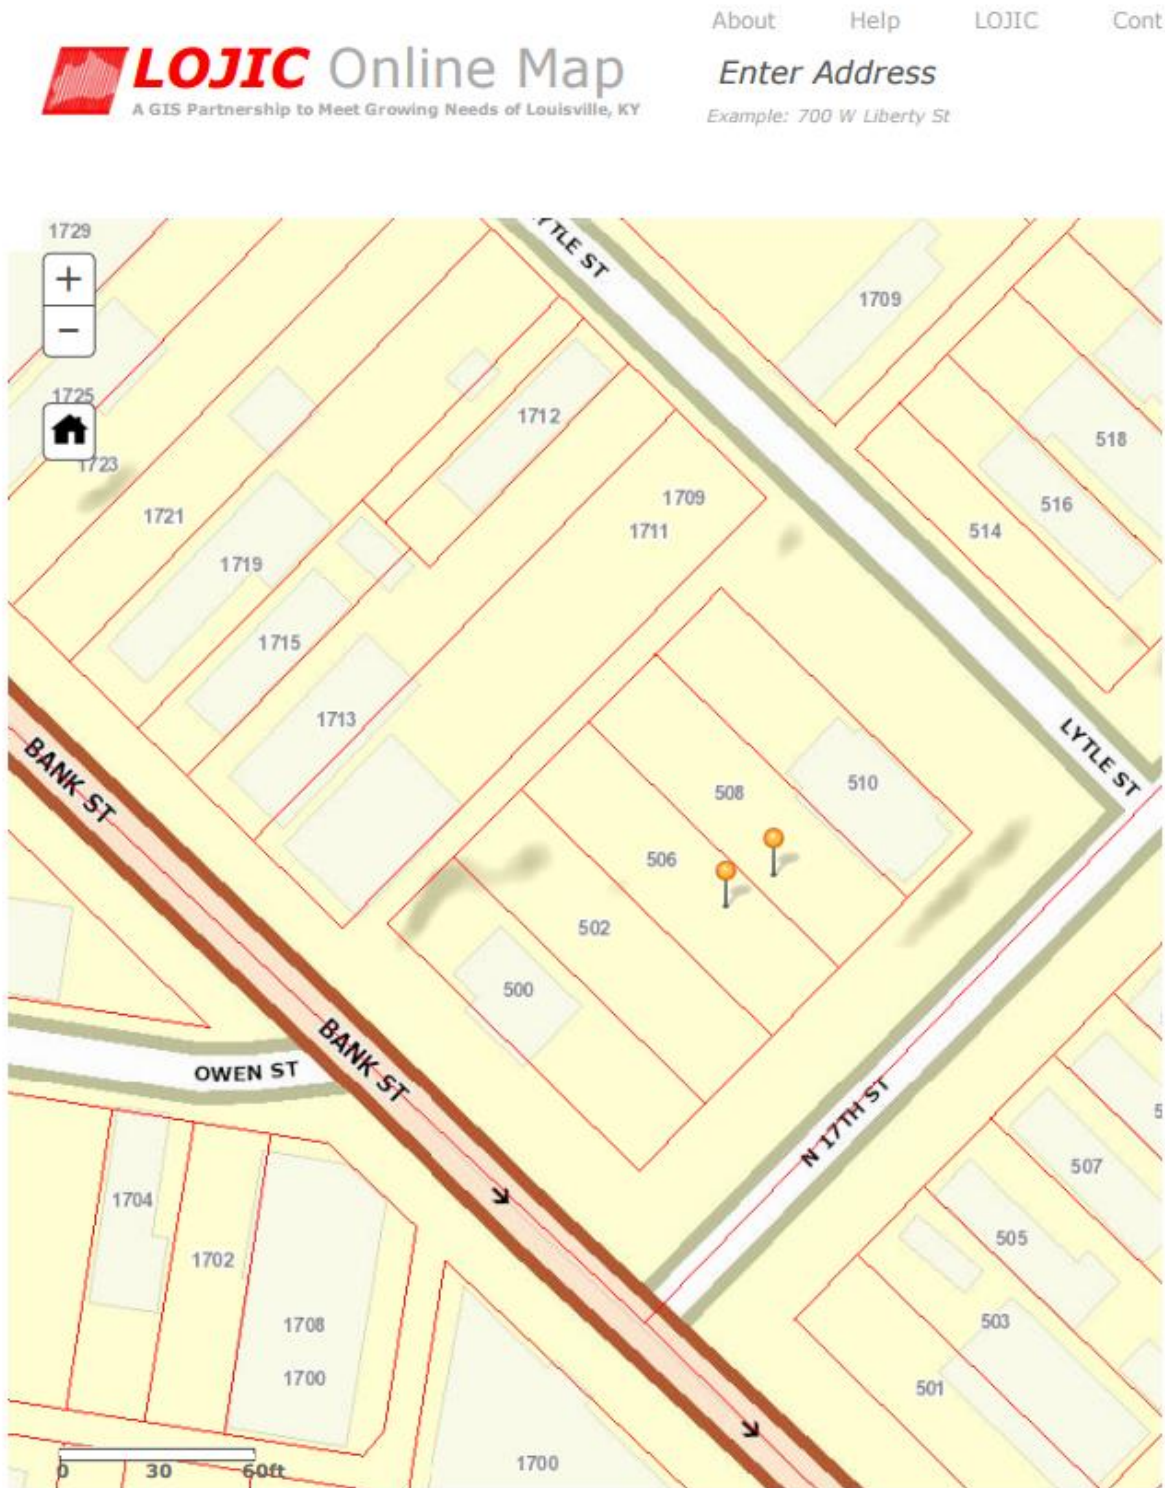 About Help LOJIC Cont
LOJIC Online Map
Enter Address
A GIS Partnership to Meet Growing Needs of Louisville, KY
Example: 700 W Liberty St
1729
YTLE ST
+
1709
−
1725
1712
518
1723
1709
516
1721
1711
514
1719
1715
1713
LYTLE ST
BANK ST
510
508
506
502
500
BANK ST
OWEN ST
N 17TH ST
5
507
1704
505
1702
503
1708
1700
501
1700
0 30 60ft